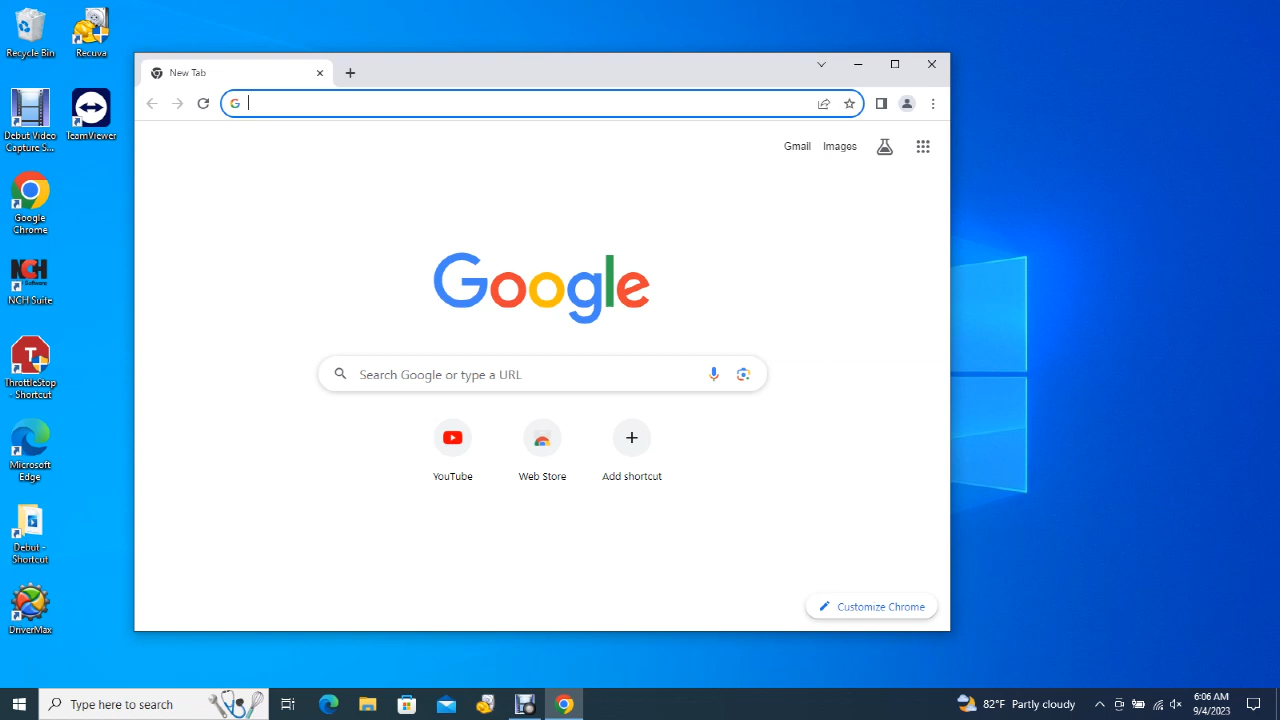 Recycle Bin
Recuva
Debut Video
Capture S...
TeamViewer
Google
Chrome
NCH
Software
NCH Suite
T
ThrottleStop
- Shortcut
Microsoft
Edge
Debut -
Shortcut
DriverMax
New Tab
G
Gmail Images
Google
Search Google or type a URL
YouTube
Web Store
Add shortcut
Customize Chrome
Type here to search
82°F Partly cloudy
6:06 AM
9/4/2023